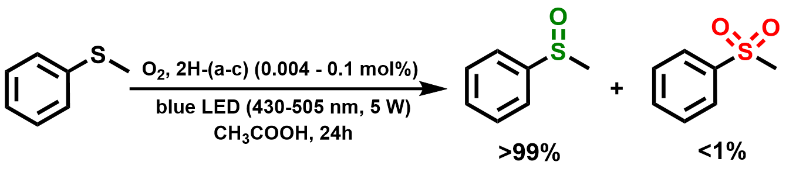 S
O₂, 2H-(a-c) (0.004 - 0.1 mol%)
blue LED (430-505 nm, 5 W)
CH₃COOH, 24h
O
S
>99%
+
O O
S
<1%